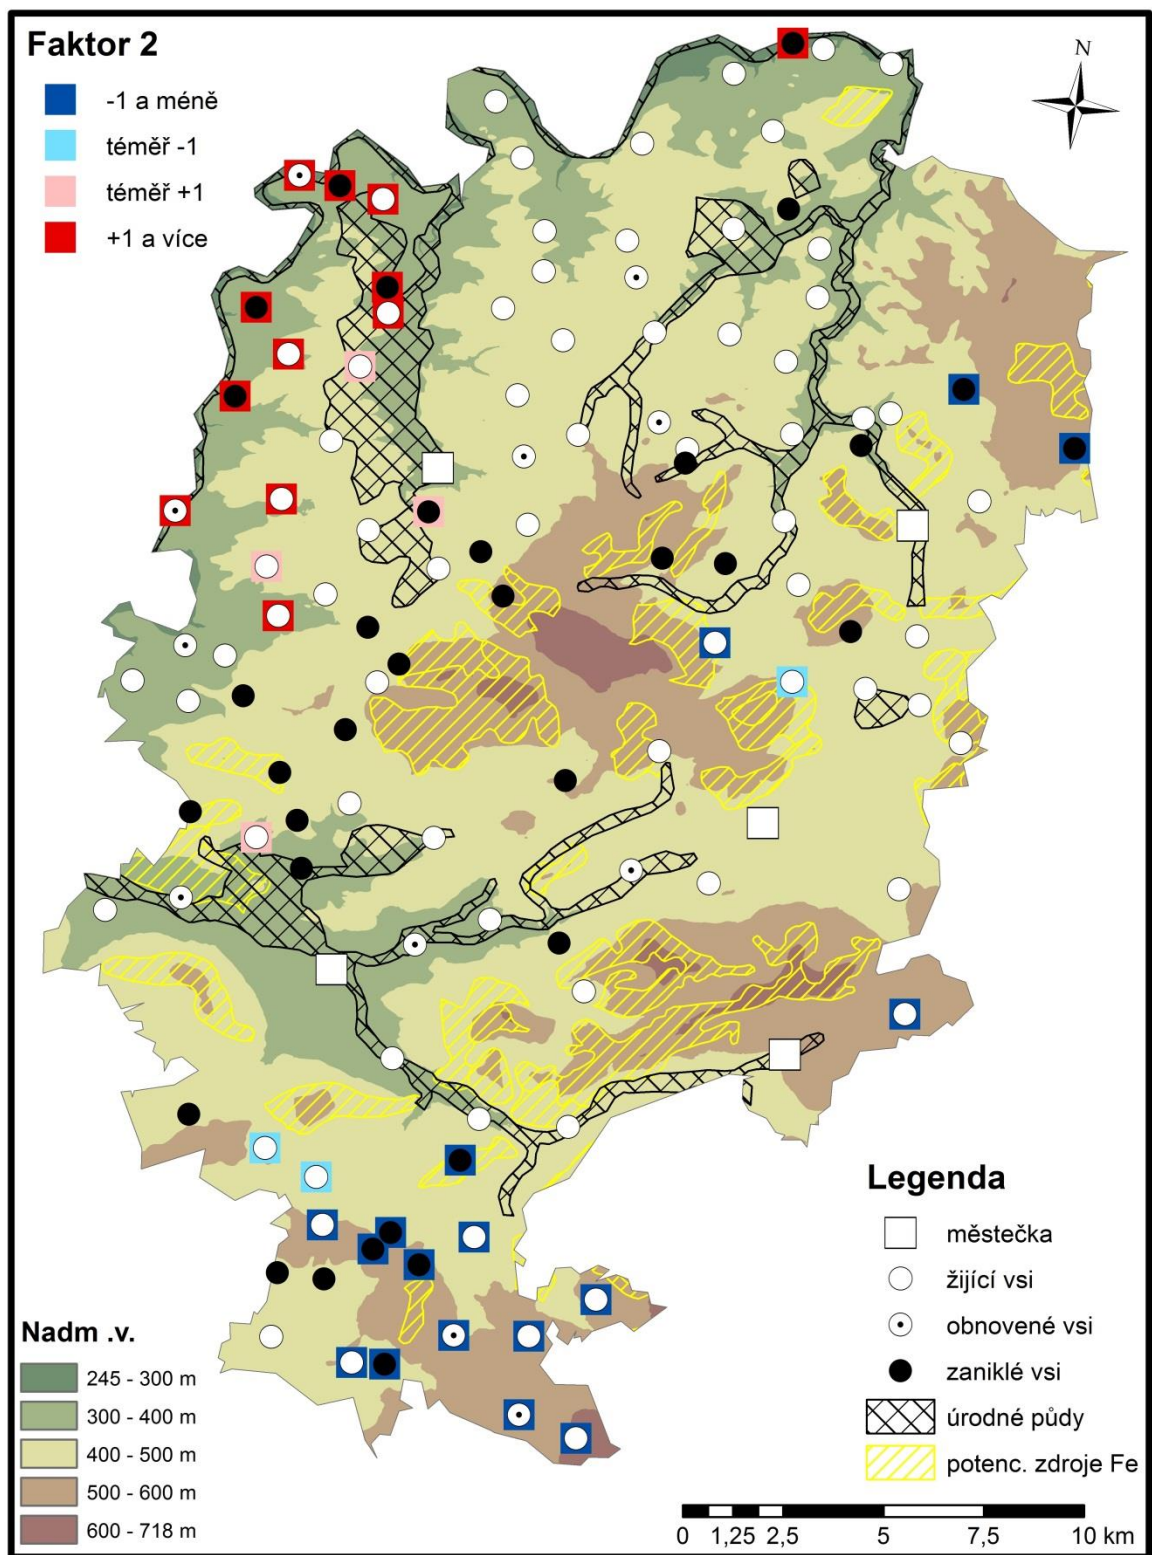 Faktor 2
-1 a méně
téměř -1
téměř +1
+1 a více
N
Legenda
městečka
žijící vsi
obnovené vsi
zaniklé vsi
úrodné půdy
potenc. zdroje Fe
Nadm .v.
245 - 300 m
300 - 400 m
400 - 500 m
500 - 600 m
600 - 718 m
0 1,25 2,5 5 7,5 10 km